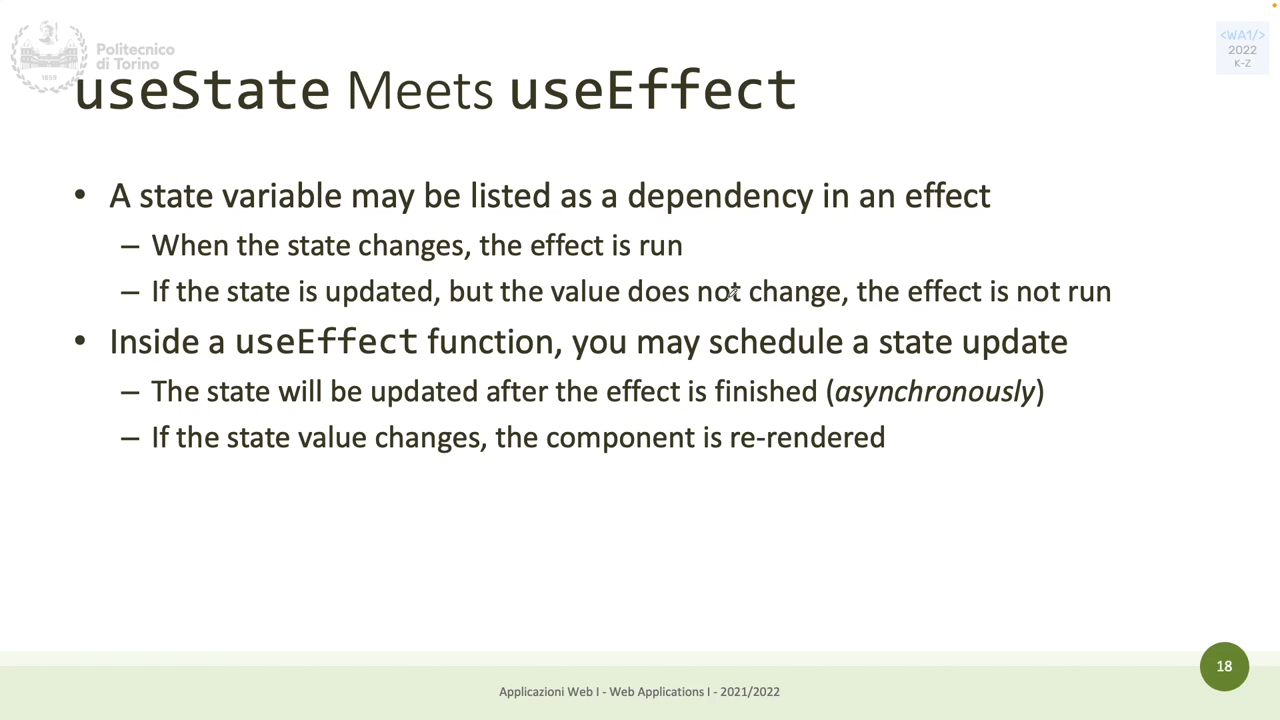 Politecnico
di Torino
1859
<WA1/>
2022
K-Z
useState Meets useEffect
• A state variable may be listed as a dependency in an effect
– When the state changes, the effect is run
– If the state is updated, but the value does not change, the effect is not run
• Inside a useEffect function, you may schedule a state update
– The state will be updated after the effect is finished (asynchronously)
– If the state value changes, the component is re-rendered
18
Applicazioni Web I - Web Applications I - 2021/2022